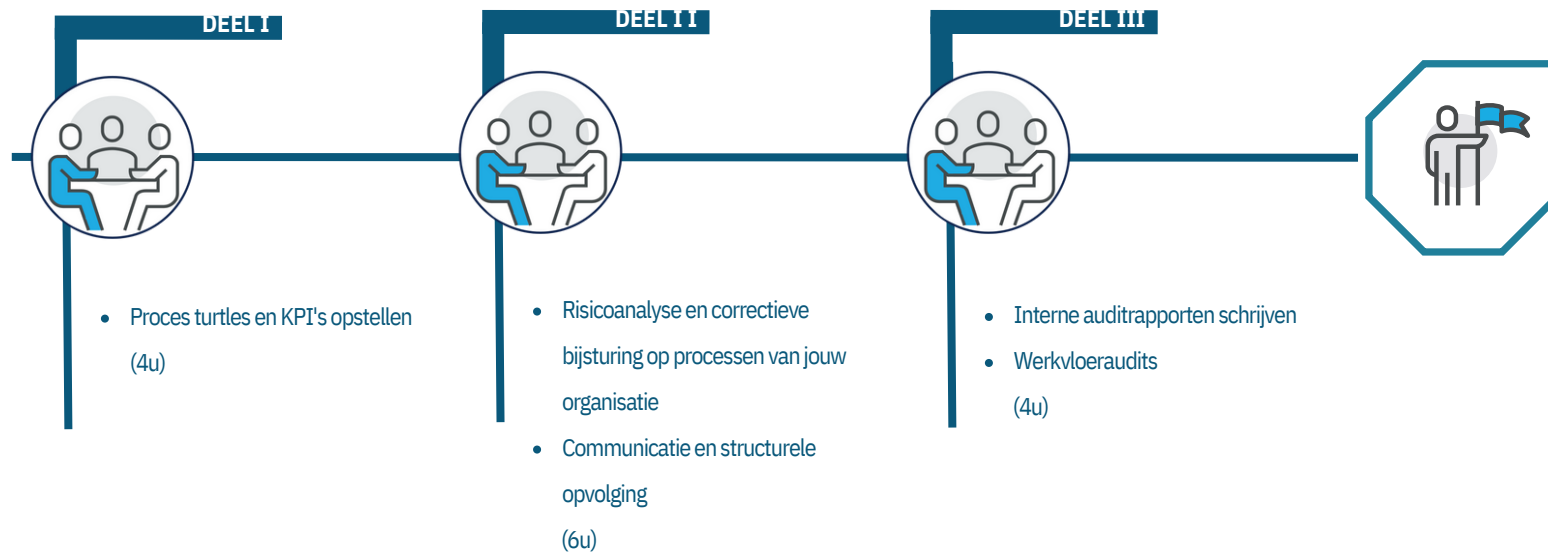 DEEL I
DEEL I I
DEEL III
• Proces turtles en KPI's opstellen
(4u)
• Risicoanalyse en correctieve
bijsturing op processen van jouw
organisatie
• Communicatie en structurele
opvolging
(6u)
• Interne auditrapporten schrijven
• Werkvloeraudits
(4u)